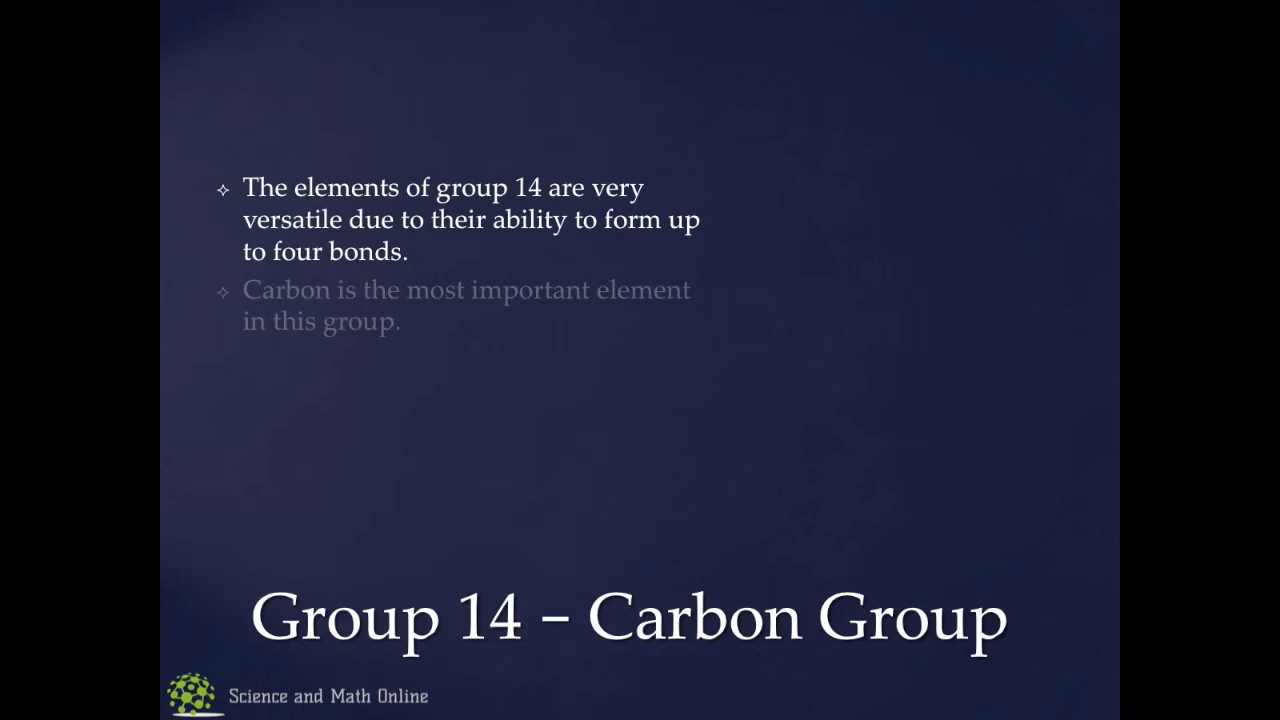 The elements of group 14 are very
versatile due to their ability to form up
to four bonds.
Carbon is the most important element
in this group.
Group 14 – Carbon Group
Science and Math Online